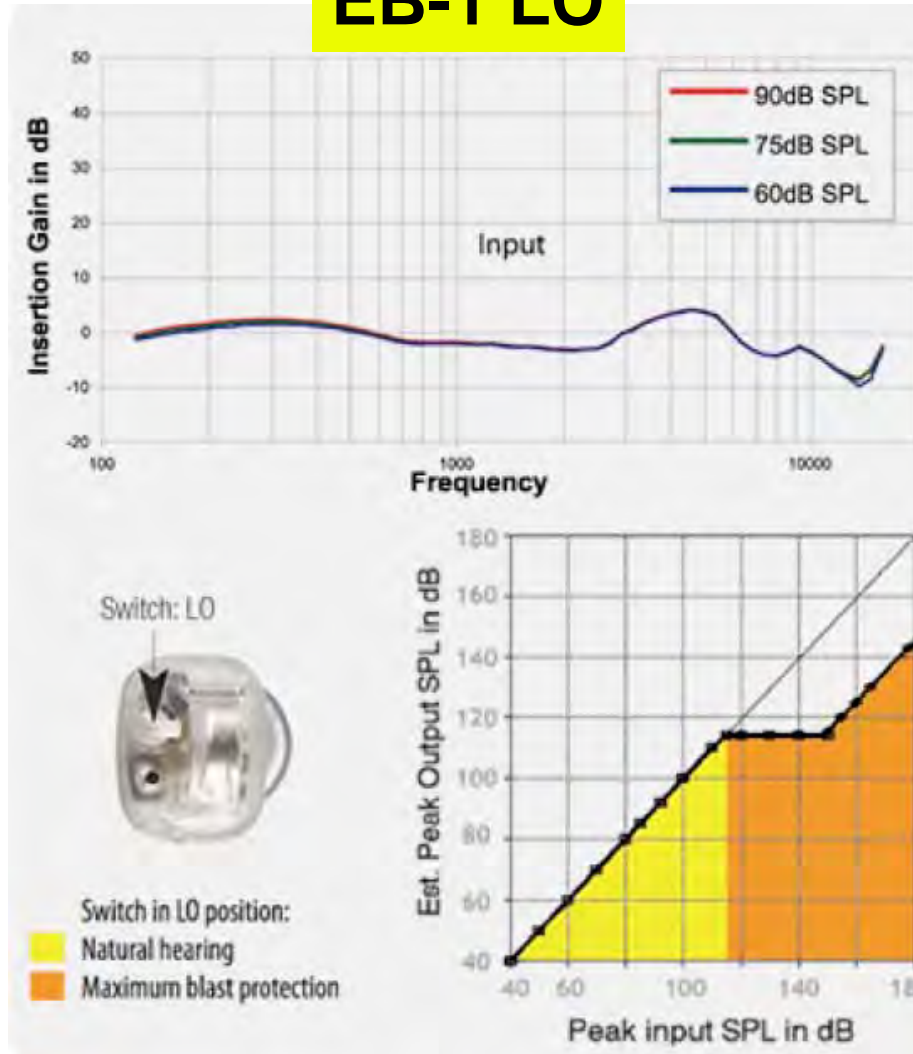 EB-1 LO
50
40
30
20
10
0
-10
-20
Insertion Gain in dB
90dB SPL
75dB SPL
60dB SPL
Input
100
1000
10000
Frequency
Switch: LO
Switch in LO position:
Natural hearing
Maximum blast protection
180
160
140
120
100
80
60
40
Est. Peak Output SPL in dB
40
60
100
140
Peak input SPL in dB